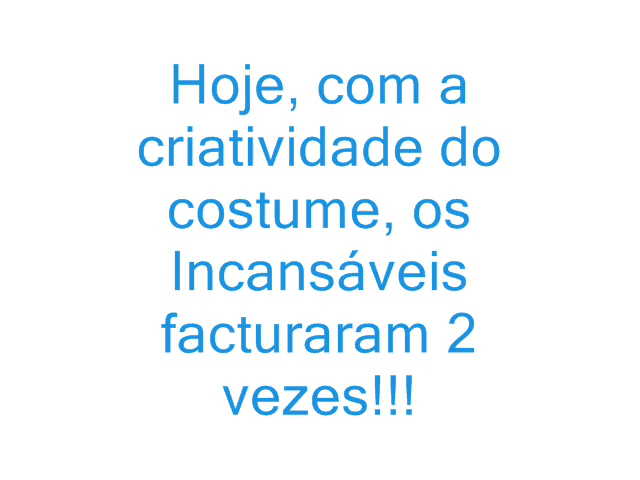 Hoje, com a
criatividade do
costume, os
Incansáveis
facturaram 2
vezes!!!